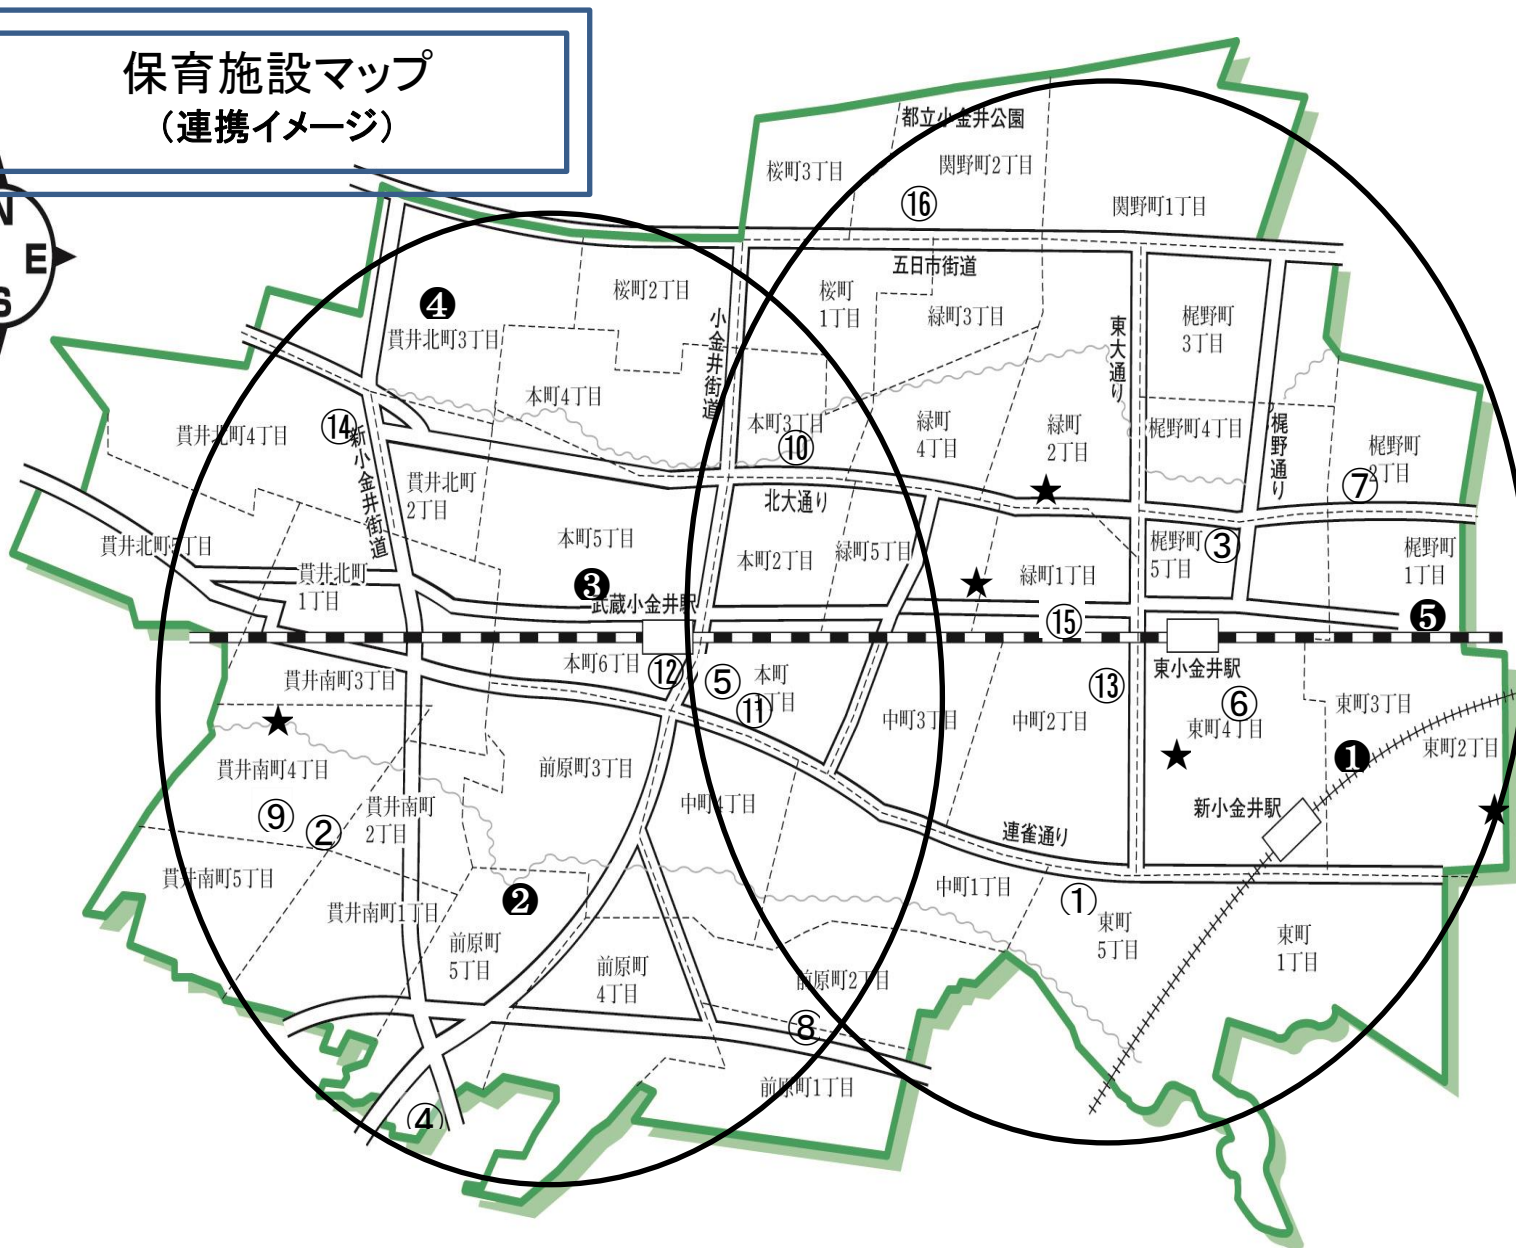 保育施設マップ
（連携イメージ）
N
E
S
都立小金井公園
桜町3丁目
関野町2丁目
⑯
関野町1丁目
五日市街道
桜町2丁目
桜町
1丁目
緑町3丁目
小金井街道
東大通り
梶野町
3丁目
❹
貫井北町3丁目
本町4丁目
本町3丁目
⑩
緑町
4丁目
緑町
2丁目
★
梶野町4丁目
梶野通り
梶野町
2丁目
⑦
貫井北町4丁目
⑭
新小金井街道
貫井北町
2丁目
北大通り
本町5丁目
本町2丁目
緑町5丁目
梶野町
5丁目
③
梶野町
1丁目
貫井北町5丁目
貫井北町
1丁目
❸
武蔵小金井駅
★
緑町1丁目
⑮
❺
本町6丁目
⑫
⑤
本町
1丁目
⑪
貫井南町3丁目
中町3丁目
中町2丁目
⑬
東小金井駅
⑥
東町4丁目
★
東町3丁目
❶
東町2丁目
★
★
貫井南町4丁目
⑨
②
貫井南町
2丁目
前原町3丁目
中町4丁目
連雀通り
新小金井駅
貫井南町5丁目
貫井南町1丁目
❷
前原町
5丁目
前原町
4丁目
中町1丁目
①
東町
5丁目
東町
1丁目
前原町2丁目
⑧
前原町1丁目
④